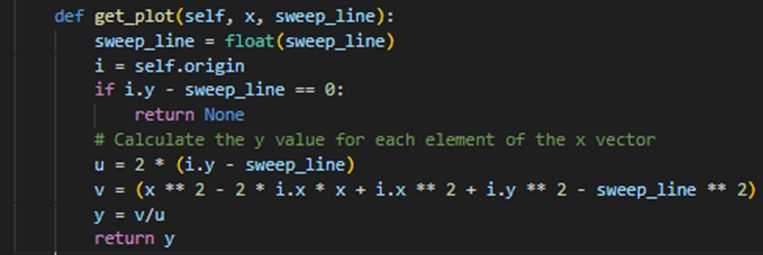 def get_plot(self, x, sweep_line):
sweep_line = float(sweep_line)
i = self.origin
if i.y - sweep_line == 0:
return None
# Calculate the y value for each element of the x vector
u = 2 * (i.y - sweep_line)
v = (x ** 2 - 2 * i.x * x + i.x ** 2 + i.y ** 2 - sweep_line ** 2)
y = v/u
return y